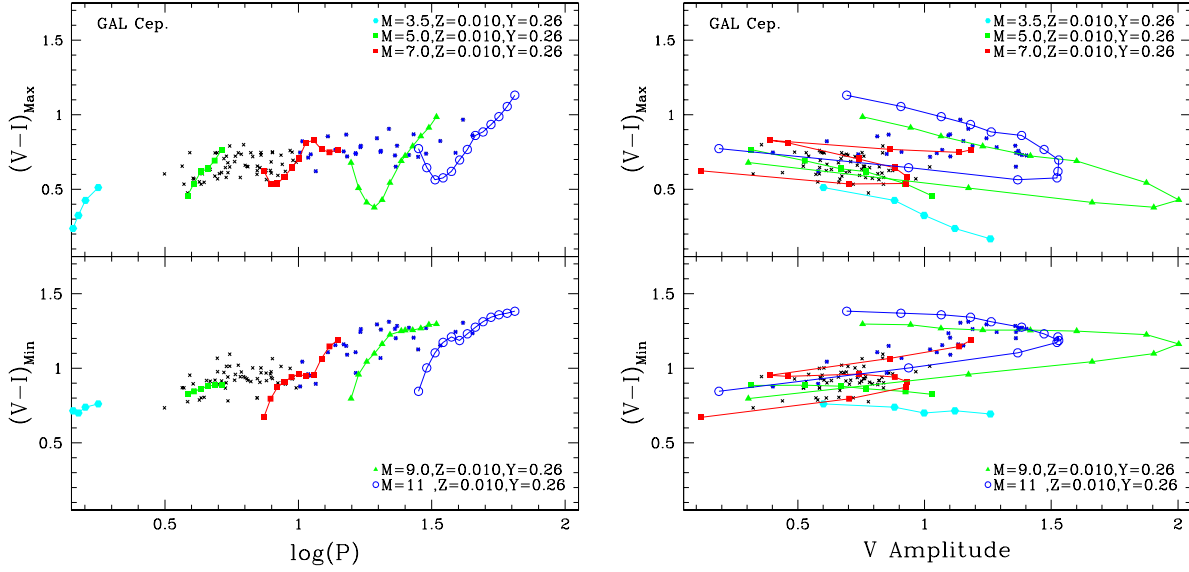 GAL Cep.
M=3.5,Z=0.010,Y=0.26
M=5.0,Z=0.010,Y=0.26
M=7.0,Z=0.010,Y=0.26
1.5
1
0.5
(V-I)Max
1.5
1
0.5
(V-I)Min
M=9.0,Z=0.010,Y=0.26
M=11 ,Z=0.010,Y=0.26
0.5 1 1.5 2
log(P)
GAL Cep.
M=3.5,Z=0.010,Y=0.26
M=5.0,Z=0.010,Y=0.26
M=7.0,Z=0.010,Y=0.26
1.5
1
0.5
(V-I)Max
1.5
1
0.5
(V-I)Min
M=9.0,Z=0.010,Y=0.26
M=11 ,Z=0.010,Y=0.26
0.5 1 1.5 2
V Amplitude